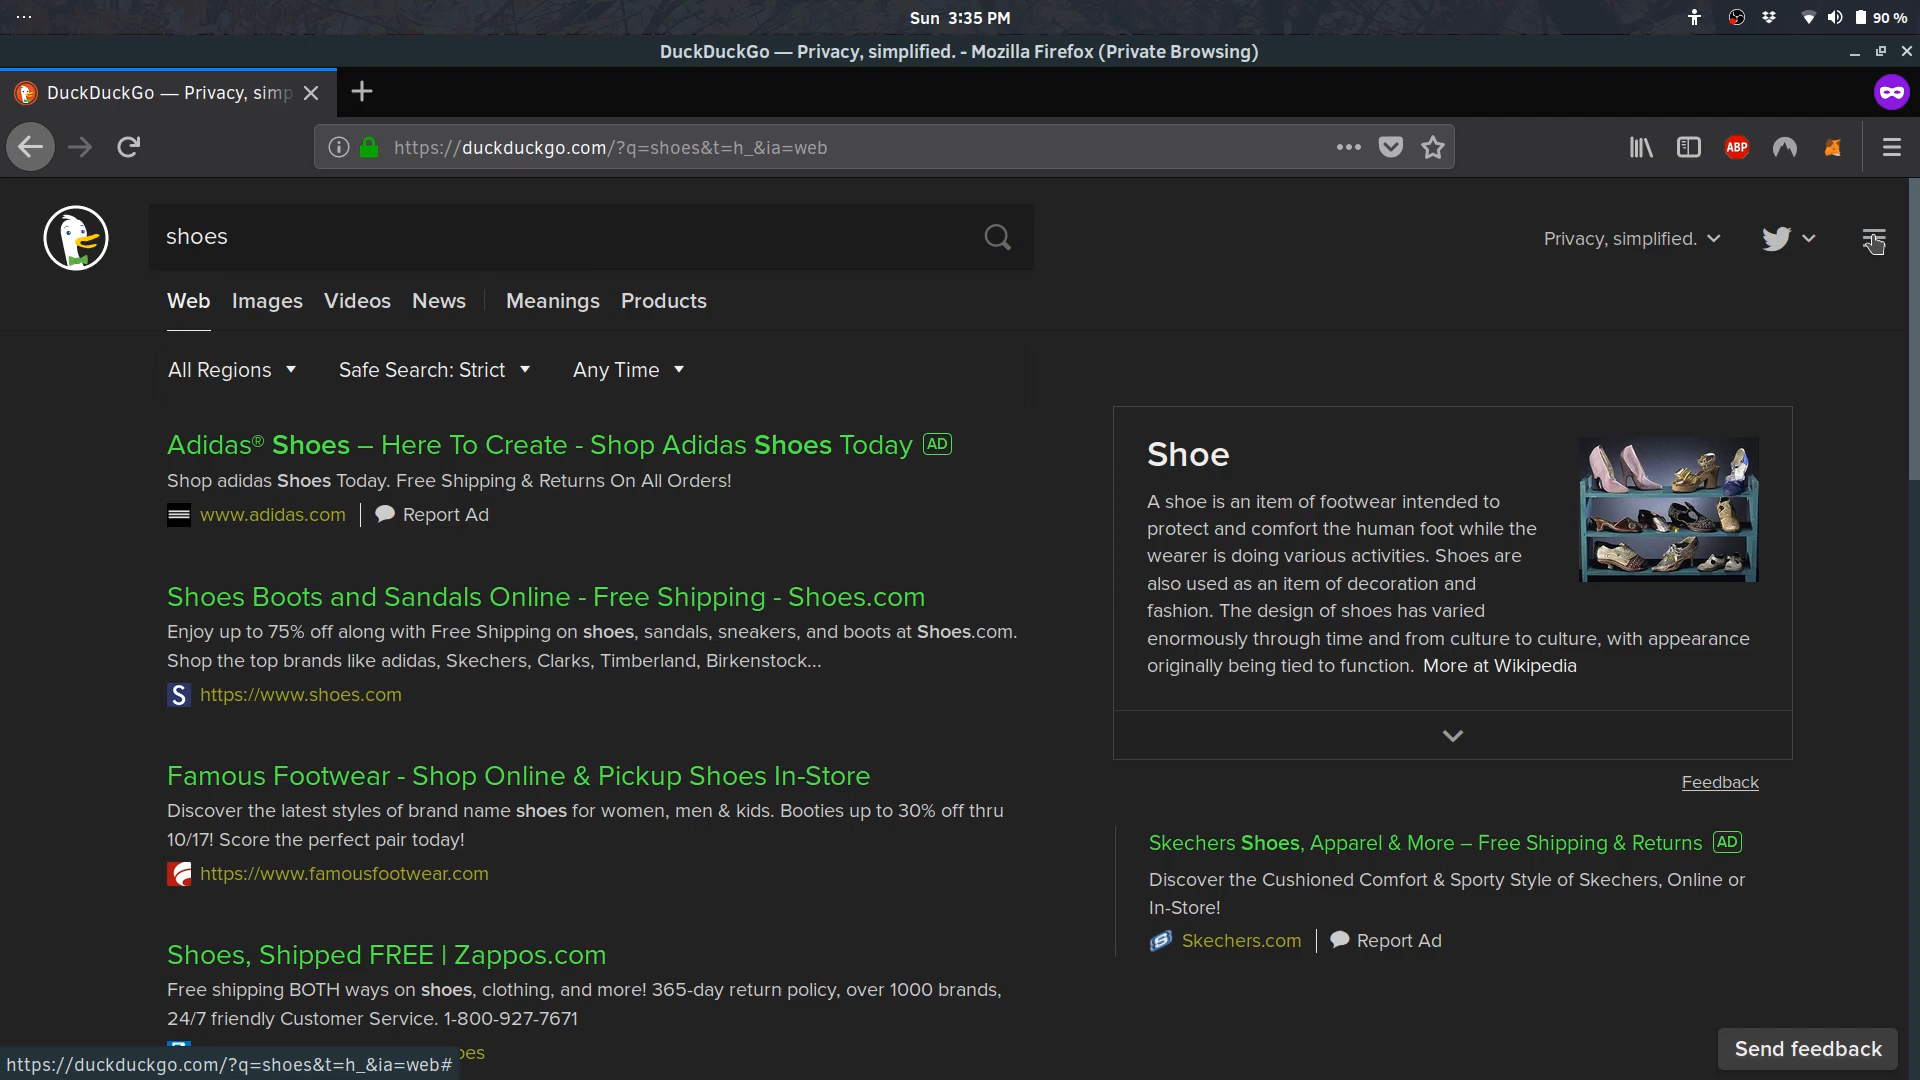 Sun 3:35 PM
90 %
DuckDuckGo — Privacy, simplified. - Mozilla Firefox (Private Browsing)
DuckDuckGo — Privacy, simp
https://duckduckgo.com/?q=shoes&t=h_&ia=web
ABP
shoes
Privacy, simplified.
Web Images Videos News Meanings Products
All Regions Safe Search: Strict Any Time
Adidas® Shoes – Here To Create - Shop Adidas Shoes Today AD
Shop adidas Shoes Today. Free Shipping & Returns On All Orders!
www.adidas.com Report Ad
Shoes Boots and Sandals Online - Free Shipping - Shoes.com
Enjoy up to 75% off along with Free Shipping on shoes, sandals, sneakers, and boots at Shoes.com.
Shop the top brands like adidas, Skechers, Clarks, Timberland, Birkenstock...
S https://www.shoes.com
Famous Footwear - Shop Online & Pickup Shoes In-Store
Discover the latest styles of brand name shoes for women, men & kids. Booties up to 30% off thru
10/17! Score the perfect pair today!
https://www.famousfootwear.com
Shoes, Shipped FREE | Zappos.com
Free shipping BOTH ways on shoes, clothing, and more! 365-day return policy, over 1000 brands,
24/7 friendly Customer Service. 1-800-927-7671
Shoe
A shoe is an item of footwear intended to
protect and comfort the human foot while the
wearer is doing various activities. Shoes are
also used as an item of decoration and
fashion. The design of shoes has varied
enormously through time and from culture to culture, with appearance
originally being tied to function. More at Wikipedia
Feedback
Skechers Shoes, Apparel & More – Free Shipping & Returns AD
Discover the Cushioned Comfort & Sporty Style of Skechers, Online or
In-Store!
Skechers.com Report Ad
Send feedback
https://duckduckgo.com/?q=shoes&t=h_&ia=web#